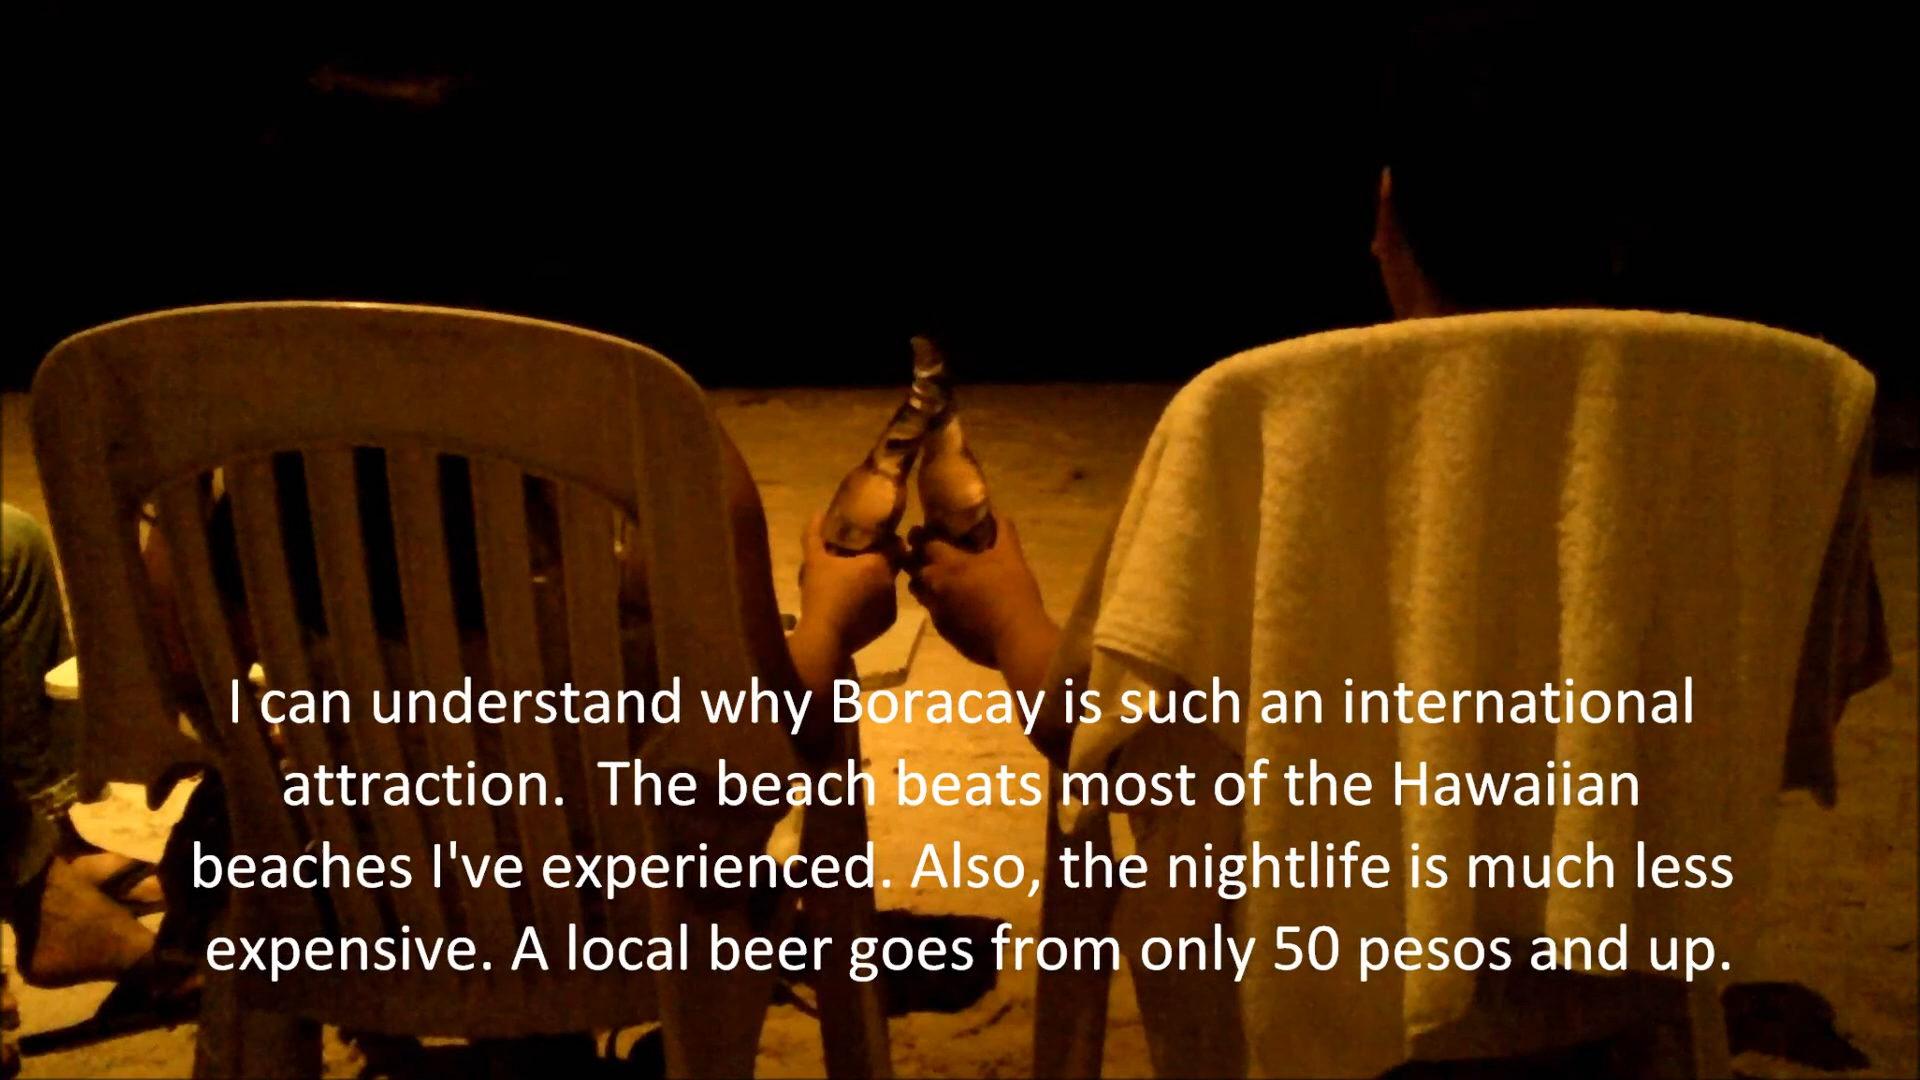 I can understand why Boracay is such an international
attraction.  The beach beats most of the Hawaiian
beaches I've experienced. Also, the nightlife is much less
expensive. A local beer goes from only 50 pesos and up.